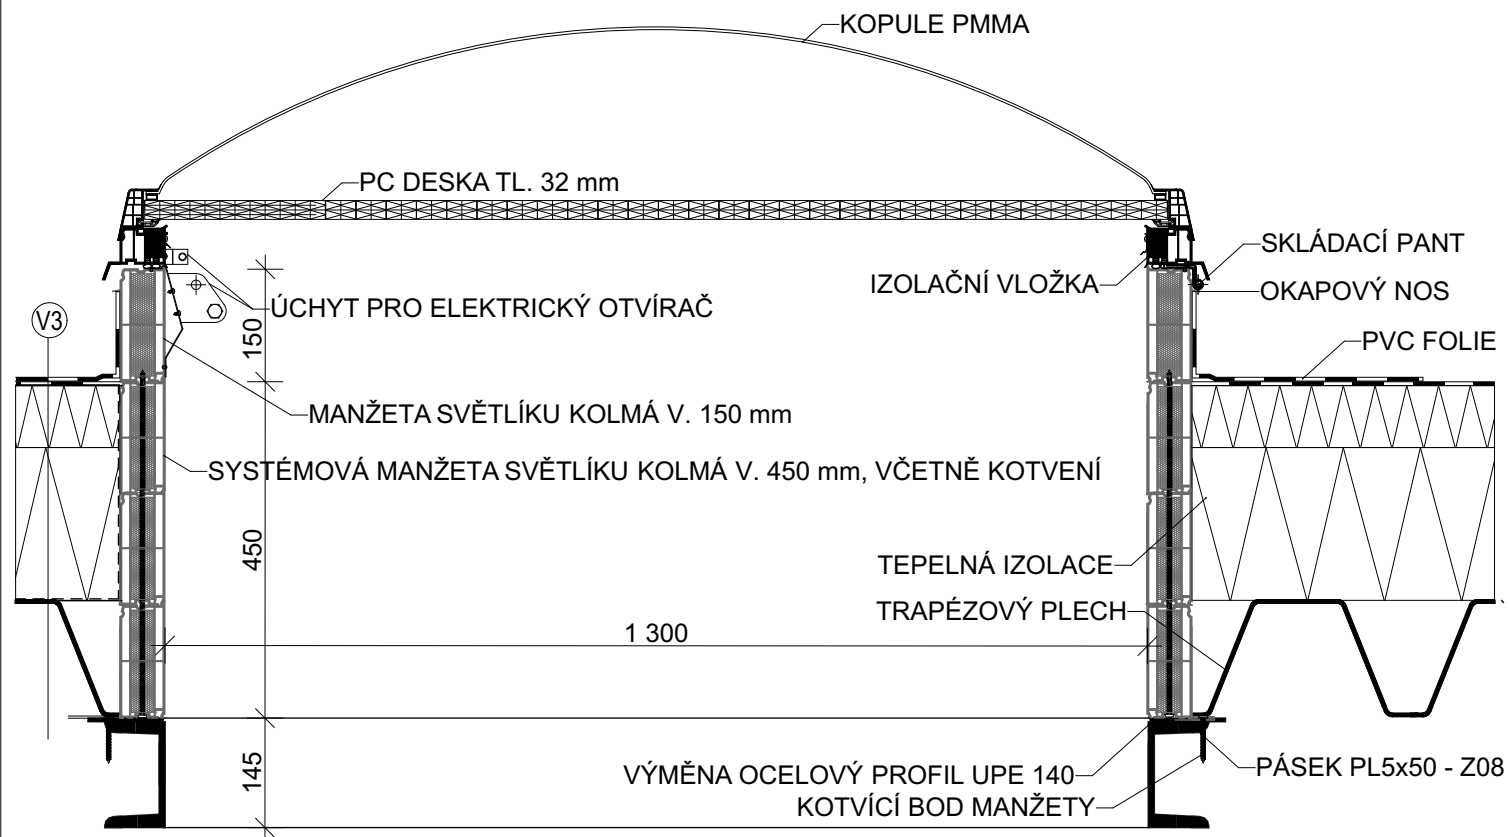 KOPULE PMMA
PC DESKA TL. 32 mm
SKLÁDACÍ PANT
IZOLAČNÍ VLOŽKA
OKAPOVÝ NOS
ÚCHYT PRO ELEKTRICKÝ OTVÍRAČ
V3
150
PVC FOLIE
MANŽETA SVĚTLÍKU KOLMÁ V. 150 mm
SYSTÉMOVÁ MANŽETA SVĚTLÍKU KOLMÁ V. 450 mm, VČETNĚ KOTVENÍ
450
TEPELNÁ IZOLACE
TRAPÉZOVÝ PLECH
1 300
145
VÝMĚNA OCELOVÝ PROFIL UPE 140
PÁSEK PL5x50 - Z08
KOTVÍCÍ BOD MANŽETY